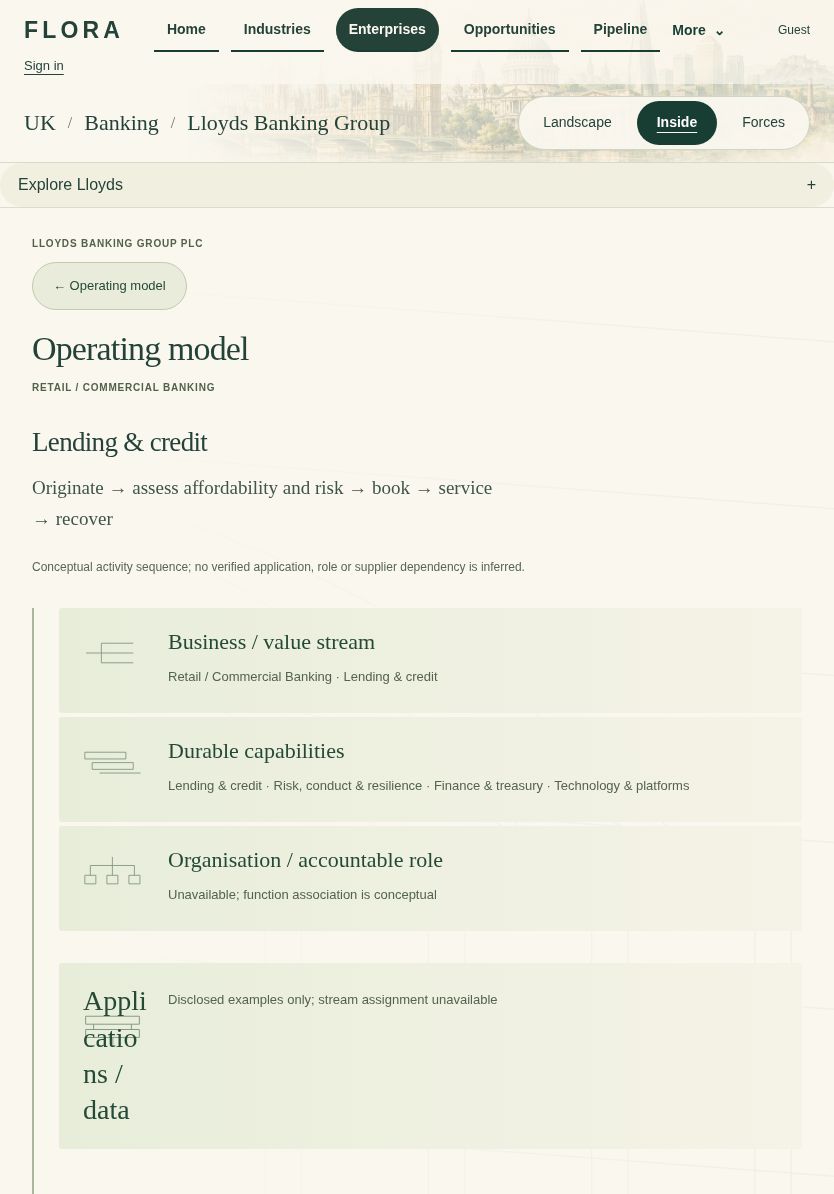 FLORA
Home
Industries
Enterprises
Opportunities
Pipeline
More
Guest
Sign in
UK / Banking / Lloyds Banking Group
Landscape
Inside
Forces
Explore Lloyds
+
LLOYDS BANKING GROUP PLC
← Operating model
Operating model
RETAIL / COMMERCIAL BANKING
Lending & credit
Originate → assess affordability and risk → book → service
→ recover
Conceptual activity sequence; no verified application, role or supplier dependency is inferred.
Business / value stream
Retail / Commercial Banking · Lending & credit
Durable capabilities
Lending & credit · Risk, conduct & resilience · Finance & treasury · Technology & platforms
Organisation / accountable role
Unavailable; function association is conceptual
Appli
catio
ns /
data
Disclosed examples only; stream assignment unavailable